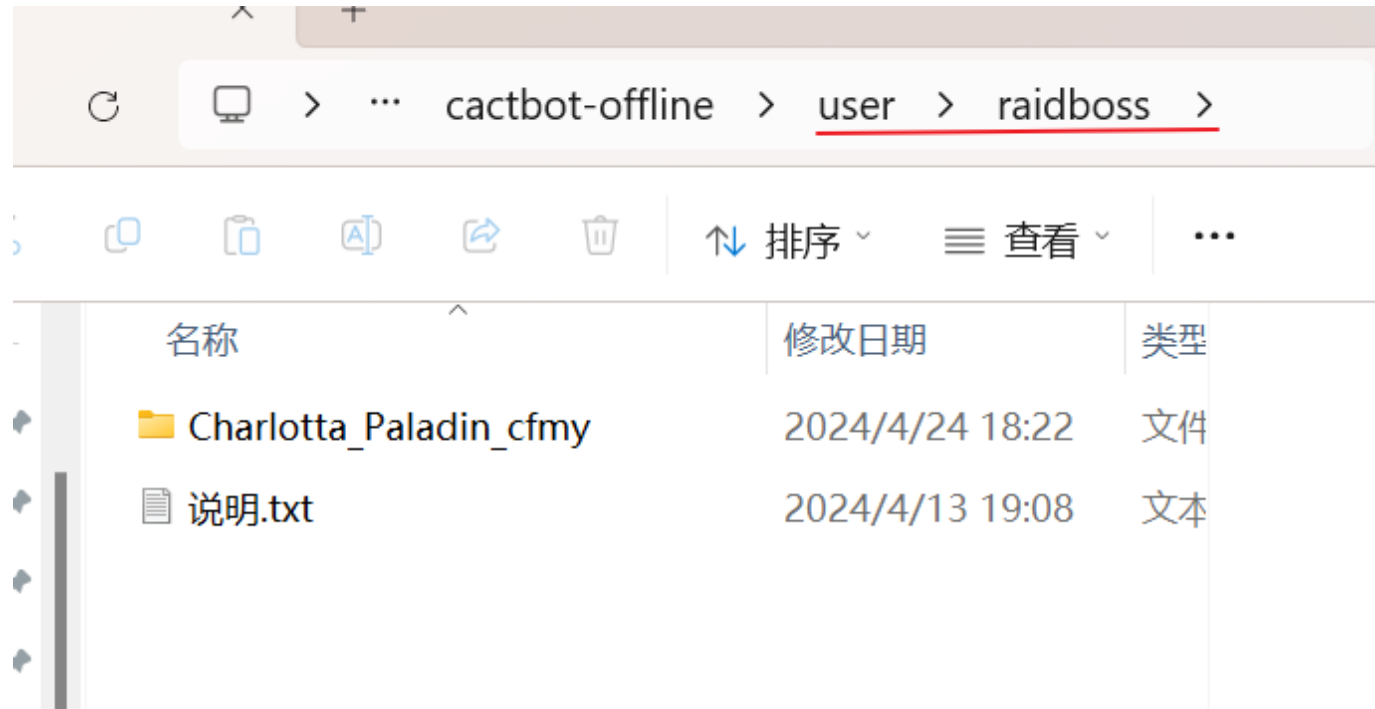 … cactbot-offline > user > raidboss >
排序 查看 …
名称 修改日期 类型
Charlotta_Paladin_cfmy 2024/4/24 18:22 文件
说明.txt 2024/4/13 19:08 文本